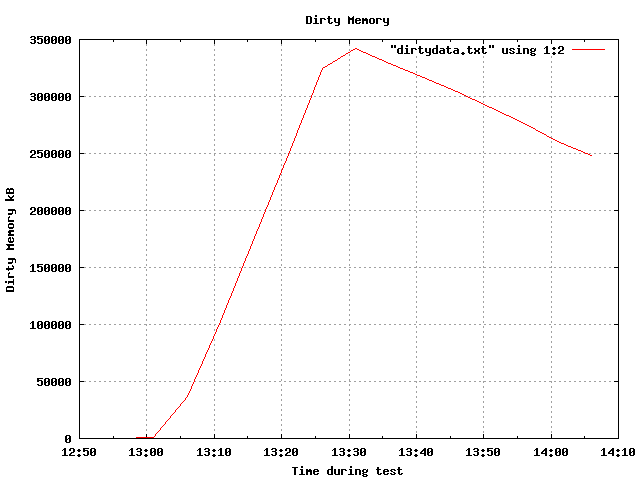 Dirty Memory
"dirtydata.txt" using 1:2
350000
300000
250000
200000
150000
100000
50000
0
Dirty Memory kB
12:50 13:00 13:10 13:20 13:30 13:40 13:50 14:00 14:10
Time during test